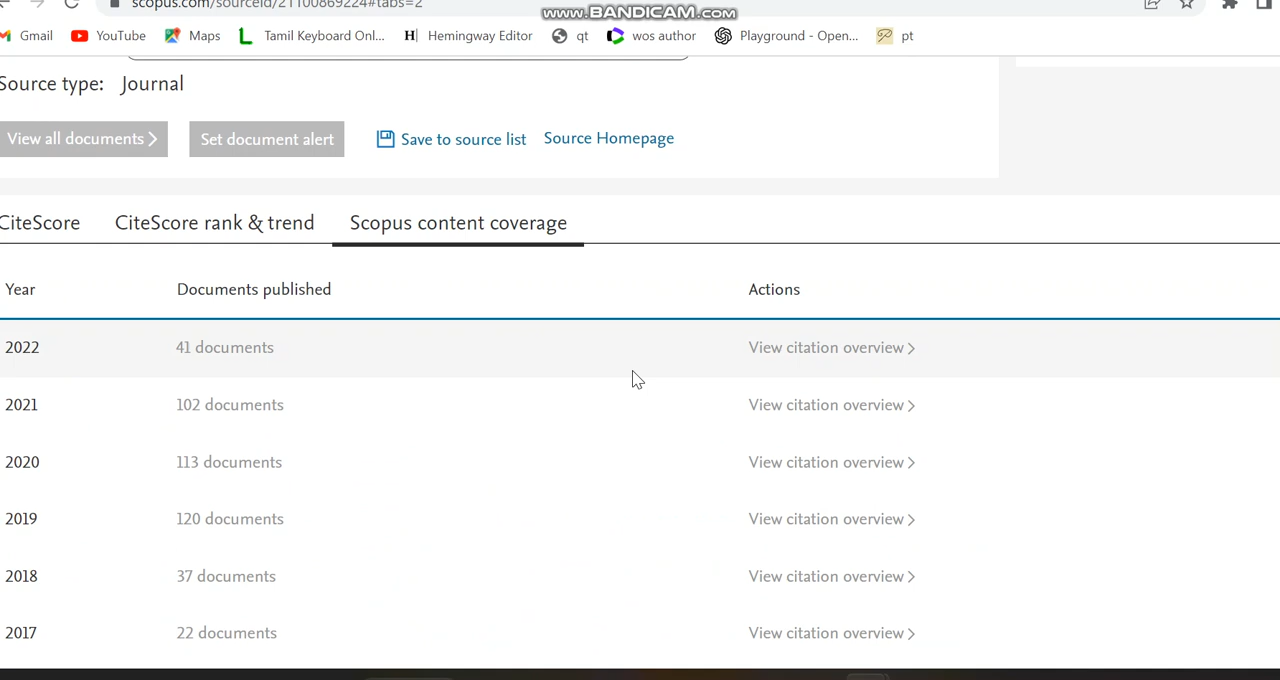 scopus.com/sourceid/21100869224#tabs=2
www.BANDICAM.com
Gmail YouTube Maps Tamil Keyboard Onl... Hemingway Editor qt wos author Playground - Open... pt
Source type: Journal
View all documents > Set document alert Save to source list Source Homepage
CiteScore CiteScore rank & trend Scopus content coverage
Year Documents published Actions
2022 41 documents View citation overview >
2021 102 documents View citation overview >
2020 113 documents View citation overview >
2019 120 documents View citation overview >
2018 37 documents View citation overview >
2017 22 documents View citation overview >